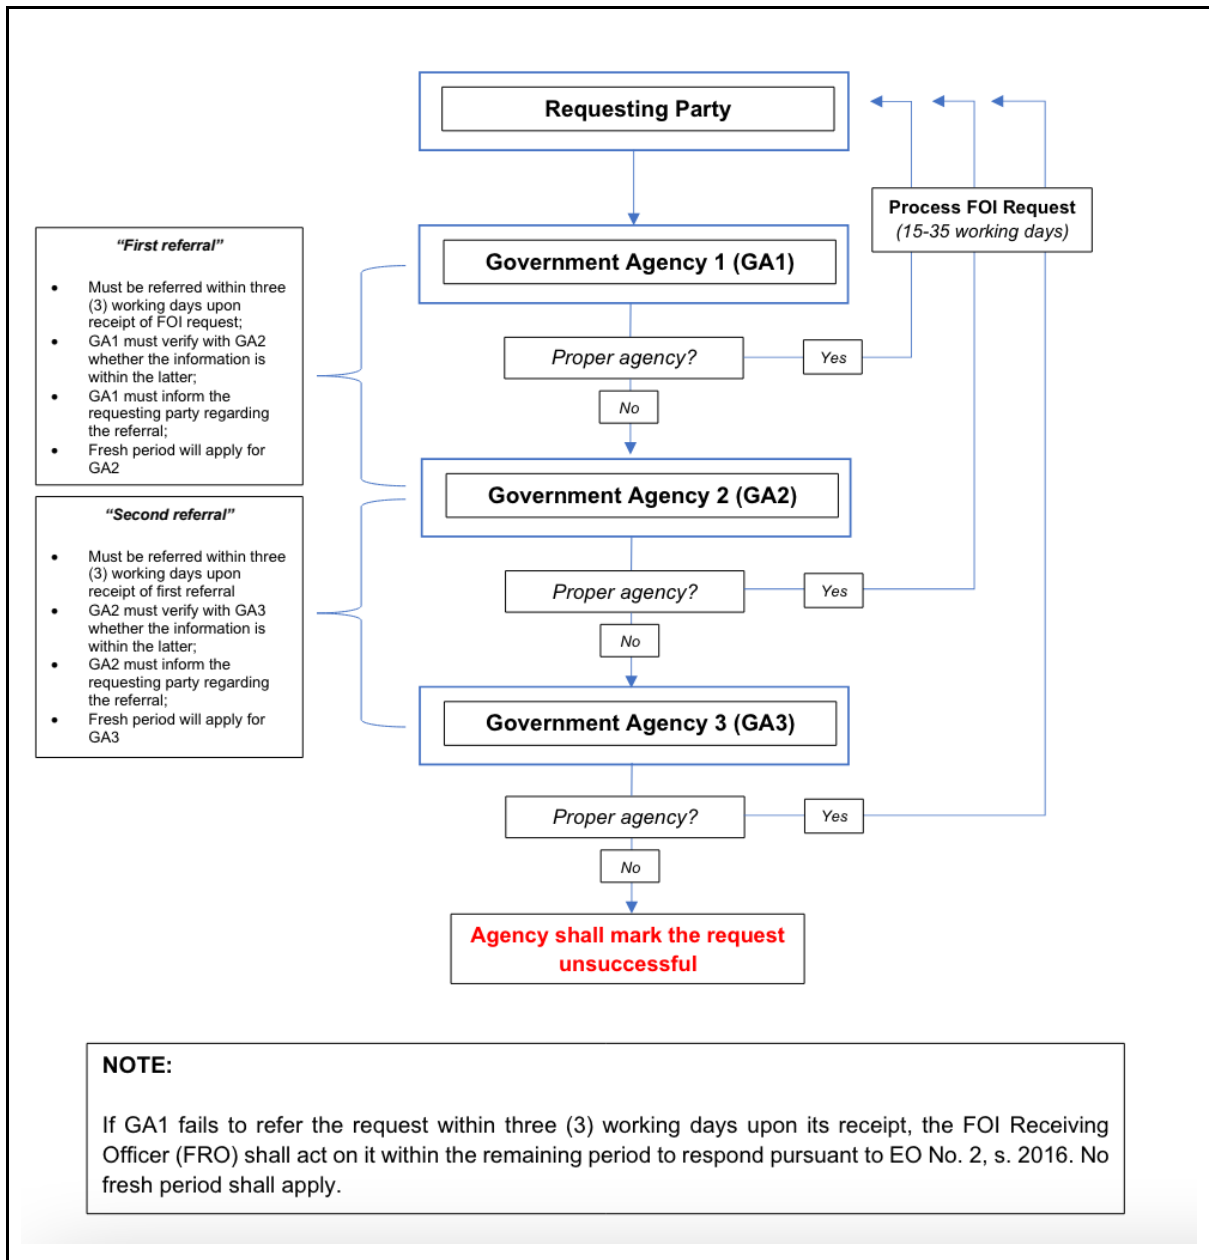 Requesting Party
Process FOI Request
(15-35 working days)
Government Agency 1 (GA1)
Proper agency?
Yes
No
“First referral”
• Must be referred within three
(3) working days upon
receipt of FOI request;
• GA1 must verify with GA2
whether the information is
within the latter;
• GA1 must inform the
requesting party regarding
the referral;
• Fresh period will apply for
GA2
Government Agency 2 (GA2)
Proper agency?
Yes
No
“Second referral”
• Must be referred within three
(3) working days upon
receipt of first referral
• GA2 must verify with GA3
whether the information is
within the latter;
• GA2 must inform the
requesting party regarding
the referral;
• Fresh period will apply for
GA3
Government Agency 3 (GA3)
Proper agency?
Yes
No
Agency shall mark the request
unsuccessful
NOTE:
If GA1 fails to refer the request within three (3) working days upon its receipt, the FOI Receiving
Officer (FRO) shall act on it within the remaining period to respond pursuant to EO No. 2, s. 2016. No
fresh period shall apply.